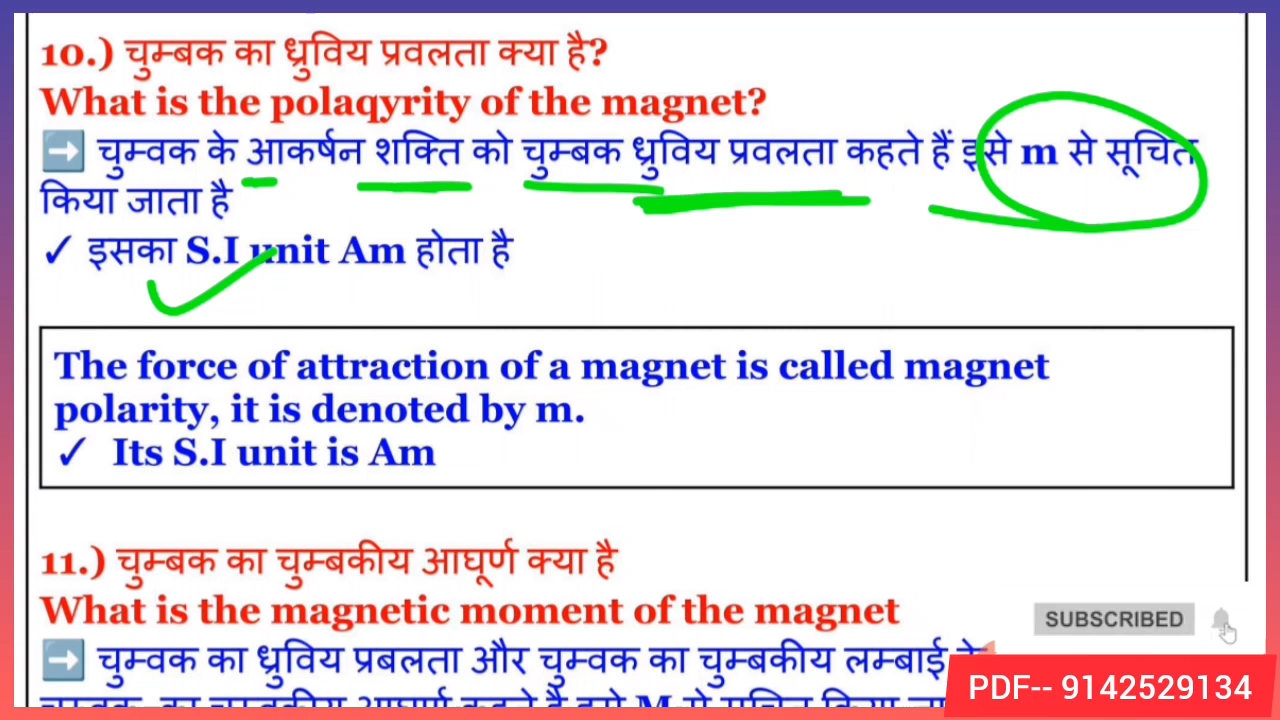 10.) चुम्बक का ध्रुविय प्रवलता क्या है?
What is the polaqyrity of the magnet?
➡ चुम्वक के आकर्षन शक्ति को चुम्बक ध्रुविय प्रवलता कहते हैं इसे m से सूचित
किया जाता है
✓ इसका S.I unit Am होता है
The force of attraction of a magnet is called magnet
polarity, it is denoted by m.
✓ Its S.I unit is Am
11.) चुम्बक का चुम्बकीय आघूर्ण क्या है
What is the magnetic moment of the magnet
SUBSCRIBED
➡ चुम्वक का ध्रुविय प्रबलता और चुम्वक का चुम्बकीय लम्बाई के
PDF-- 9142529134